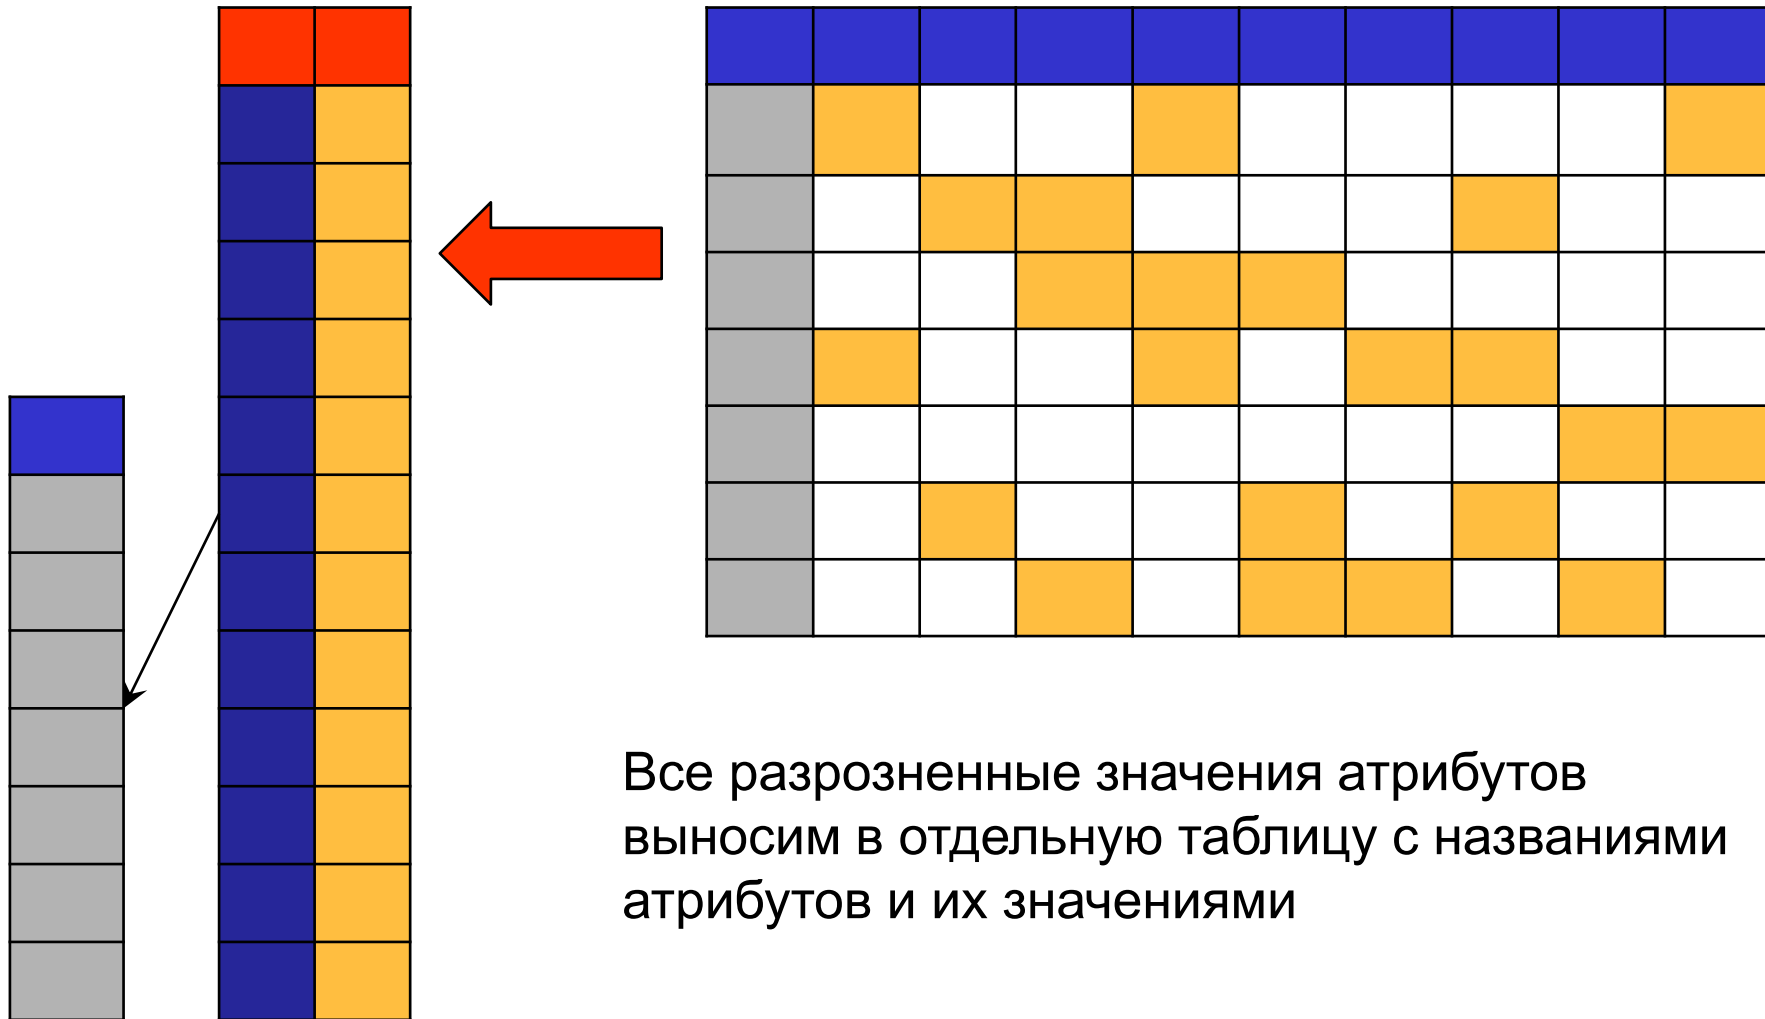 Все разрозненные значения атрибутов
выносим в отдельную таблицу с названиями
атрибутов и их значениями